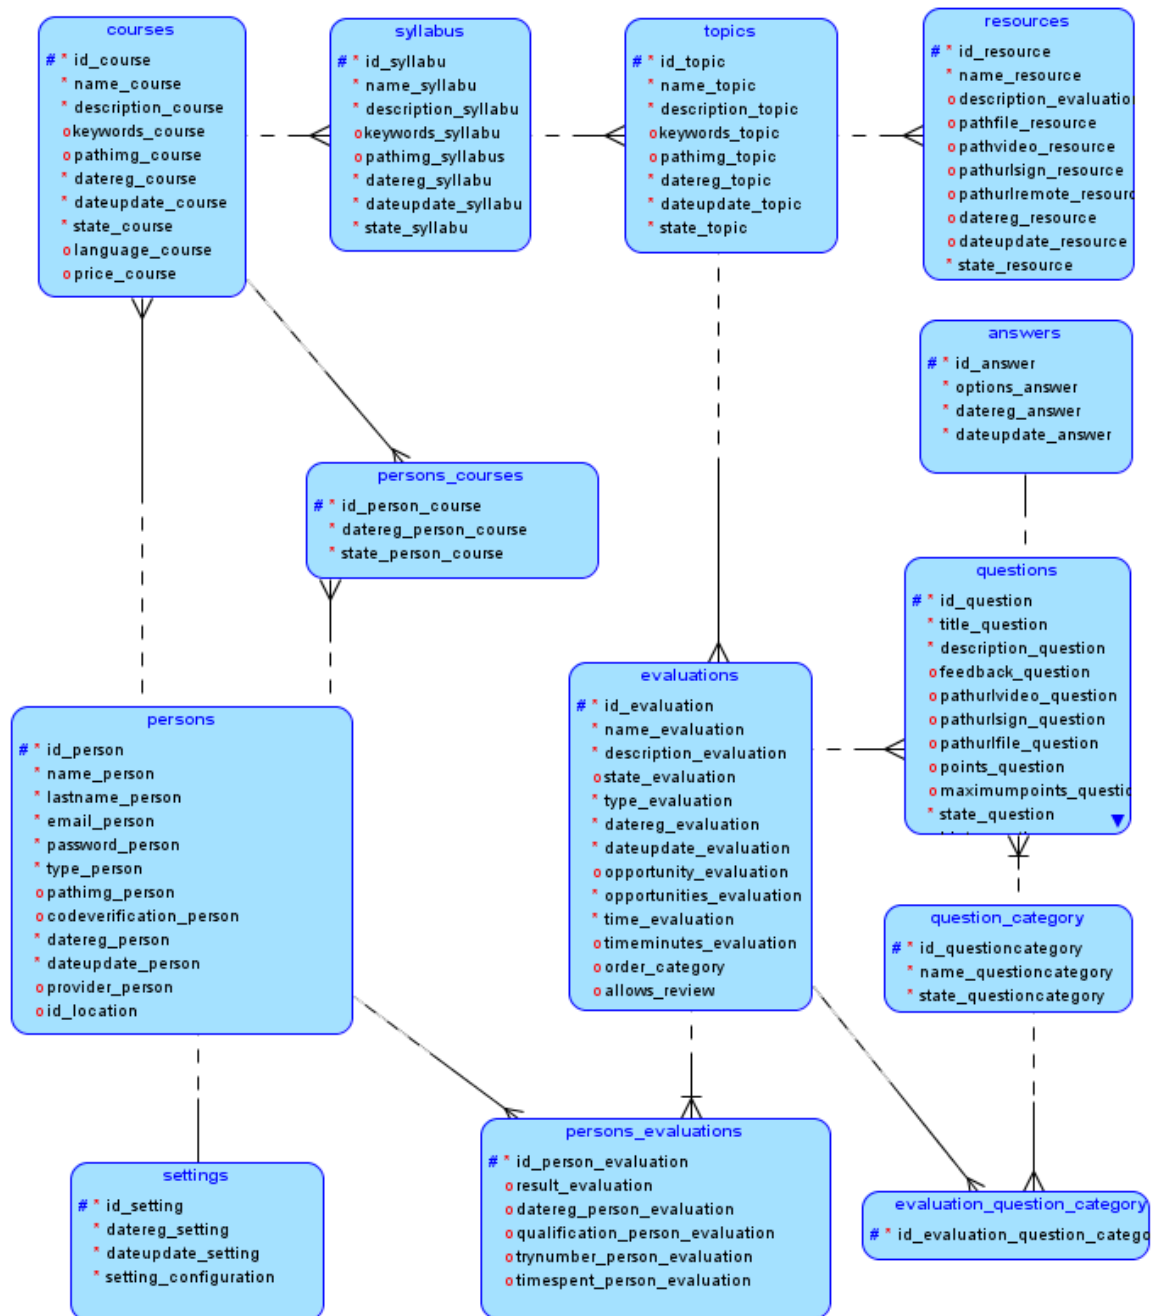 courses
# * id_course
* name_course
* description_course
o keywords_course
o pathimg_course
* datereg_course
* dateupdate_course
* state_course
o language_course
o price_course
syllabus
# * id_syllabu
* name_syllabu
* description_syllabu
o keywords_syllabu
o pathimg_syllabus
* datereg_syllabu
* dateupdate_syllabu
* state_syllabu
topics
# * id_topic
* name_topic
* description_topic
o keywords_topic
o pathimg_topic
* datereg_topic
* dateupdate_topic
* state_topic
resources
# * id_resource
* name_resource
o description_evaluation
o pathfile_resource
o pathvideo_resource
o pathurlsign_resource
o pathurlremote_resourc
o datereg_resource
o dateupdate_resource
* state_resource
answers
# * id_answer
* options_answer
* datereg_answer
* dateupdate_answer
persons_courses
# * id_person_course
* datereg_person_course
* state_person_course
questions
# * id_question
* title_question
* description_question
o feedback_question
o pathurlvideo_question
o pathurlsign_question
o pathurlfile_question
o points_question
o maximumpoints_questio
* state_question
persons
# * id_person
* name_person
* lastname_person
* email_person
* password_person
* type_person
o pathimg_person
o codeverification_person
* datereg_person
* dateupdate_person
o provider_person
o id_location
evaluations
# * id_evaluation
* name_evaluation
* description_evaluation
o state_evaluation
* type_evaluation
* datereg_evaluation
* dateupdate_evaluation
o opportunity_evaluation
* opportunities_evaluation
* time_evaluation
o timeminutes_evaluation
o order_category
o allows_review
question_category
# * id_questioncategory
* name_questioncategory
* state_questioncategory
settings
# * id_setting
* datereg_setting
* dateupdate_setting
* setting_configuration
persons_evaluations
# * id_person_evaluation
o result_evaluation
o datereg_person_evaluation
o qualification_person_evaluation
o trynumber_person_evaluation
o timespent_person_evaluation
evaluation_question_category
# * id_evaluation_question_catego